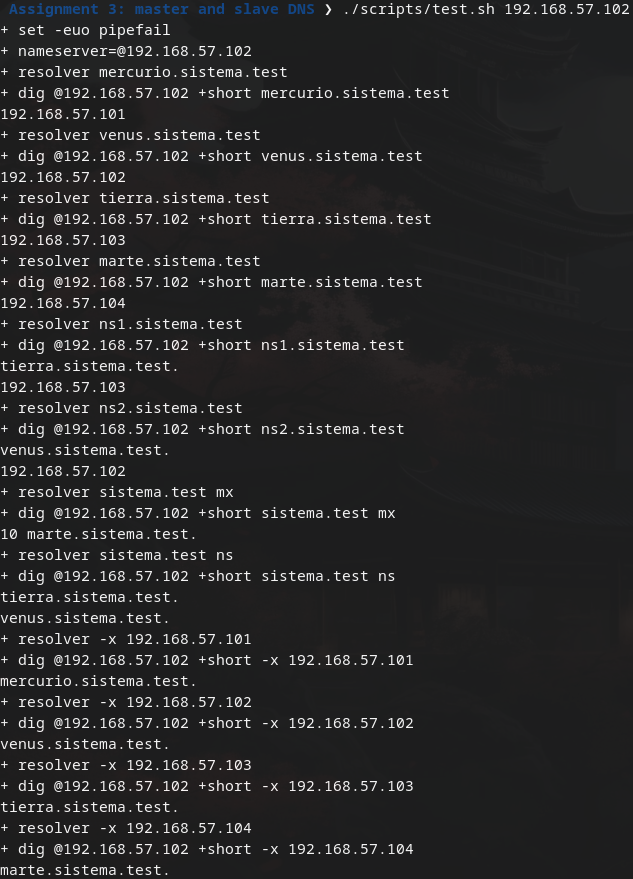 Assignment 3: master and slave DNS ❯ ./scripts/test.sh 192.168.57.102
+ set -euo pipefail
+ nameserver=@192.168.57.102
+ resolver mercurio.sistema.test
+ dig @192.168.57.102 +short mercurio.sistema.test
192.168.57.101
+ resolver venus.sistema.test
+ dig @192.168.57.102 +short venus.sistema.test
192.168.57.102
+ resolver tierra.sistema.test
+ dig @192.168.57.102 +short tierra.sistema.test
192.168.57.103
+ resolver marte.sistema.test
+ dig @192.168.57.102 +short marte.sistema.test
192.168.57.104
+ resolver ns1.sistema.test
+ dig @192.168.57.102 +short ns1.sistema.test
tierra.sistema.test.
192.168.57.103
+ resolver ns2.sistema.test
+ dig @192.168.57.102 +short ns2.sistema.test
venus.sistema.test.
192.168.57.102
+ resolver sistema.test mx
+ dig @192.168.57.102 +short sistema.test mx
10 marte.sistema.test.
+ resolver sistema.test ns
+ dig @192.168.57.102 +short sistema.test ns
tierra.sistema.test.
venus.sistema.test.
+ resolver -x 192.168.57.101
+ dig @192.168.57.102 +short -x 192.168.57.101
mercurio.sistema.test.
+ resolver -x 192.168.57.102
+ dig @192.168.57.102 +short -x 192.168.57.102
venus.sistema.test.
+ resolver -x 192.168.57.103
+ dig @192.168.57.102 +short -x 192.168.57.103
tierra.sistema.test.
+ resolver -x 192.168.57.104
+ dig @192.168.57.102 +short -x 192.168.57.104
marte.sistema.test.